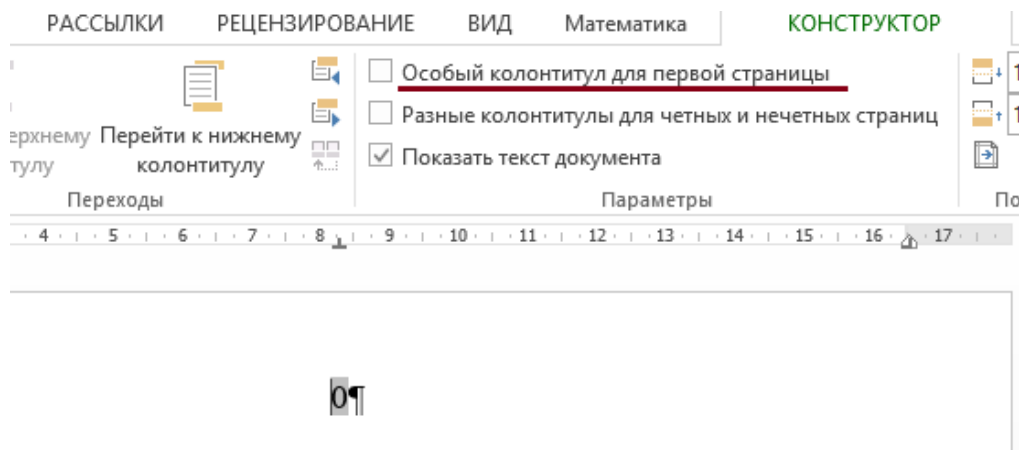 РАССЫЛКИ РЕЦЕНЗИРОВАНИЕ ВИД Математика КОНСТРУКТОР
Особый колонтитул для первой страницы
Разные колонтитулы для четных и нечетных страниц
Перейти к нижнему
колонтитулу
Показать текст документа
Переходы Параметры
4 5 6 7 8 9 10 11 12 13 14 15 16 17
0¶